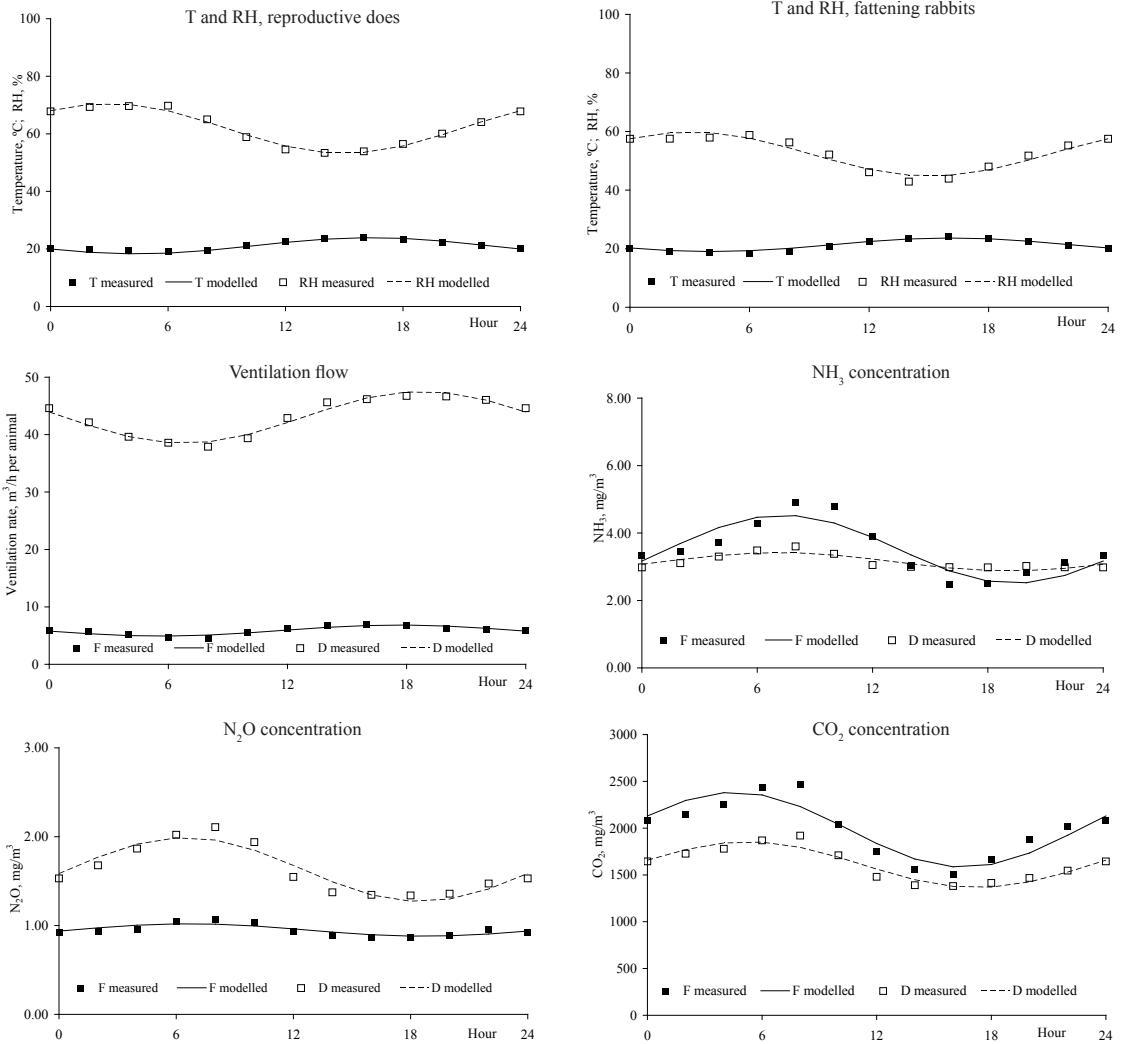 T and RH, reproductive does
Temperature, ºC; RH, %
100
80
60
40
20
0
T measured T modelled RH measured RH modelled
0 6 12 18 Hour 24
T and RH, fattening rabbits
Temperature, ºC; RH, %
100
80
60
40
20
0
T measured T modelled RH measured RH modelled
0 6 12 18 Hour 24
Ventilation flow
Ventilation rate, m³/h per animal
50
40
30
20
10
0
F measured F modelled D measured D modelled
0 6 12 18 Hour 24
NH₃ concentration
NH₃, mg/m³
8.00
6.00
4.00
2.00
0.00
F measured F modelled D measured D modelled
0 6 12 18 Hour 24
N₂O concentration
N₂O, mg/m³
3.00
2.00
1.00
0.00
F measured F modelled D measured D modelled
0 6 12 18 Hour 24
CO₂ concentration
CO₂, mg/m³
3000
2500
2000
1500
1000
500
0
F measured F modelled D measured D modelled
0 6 12 18 Hour 24